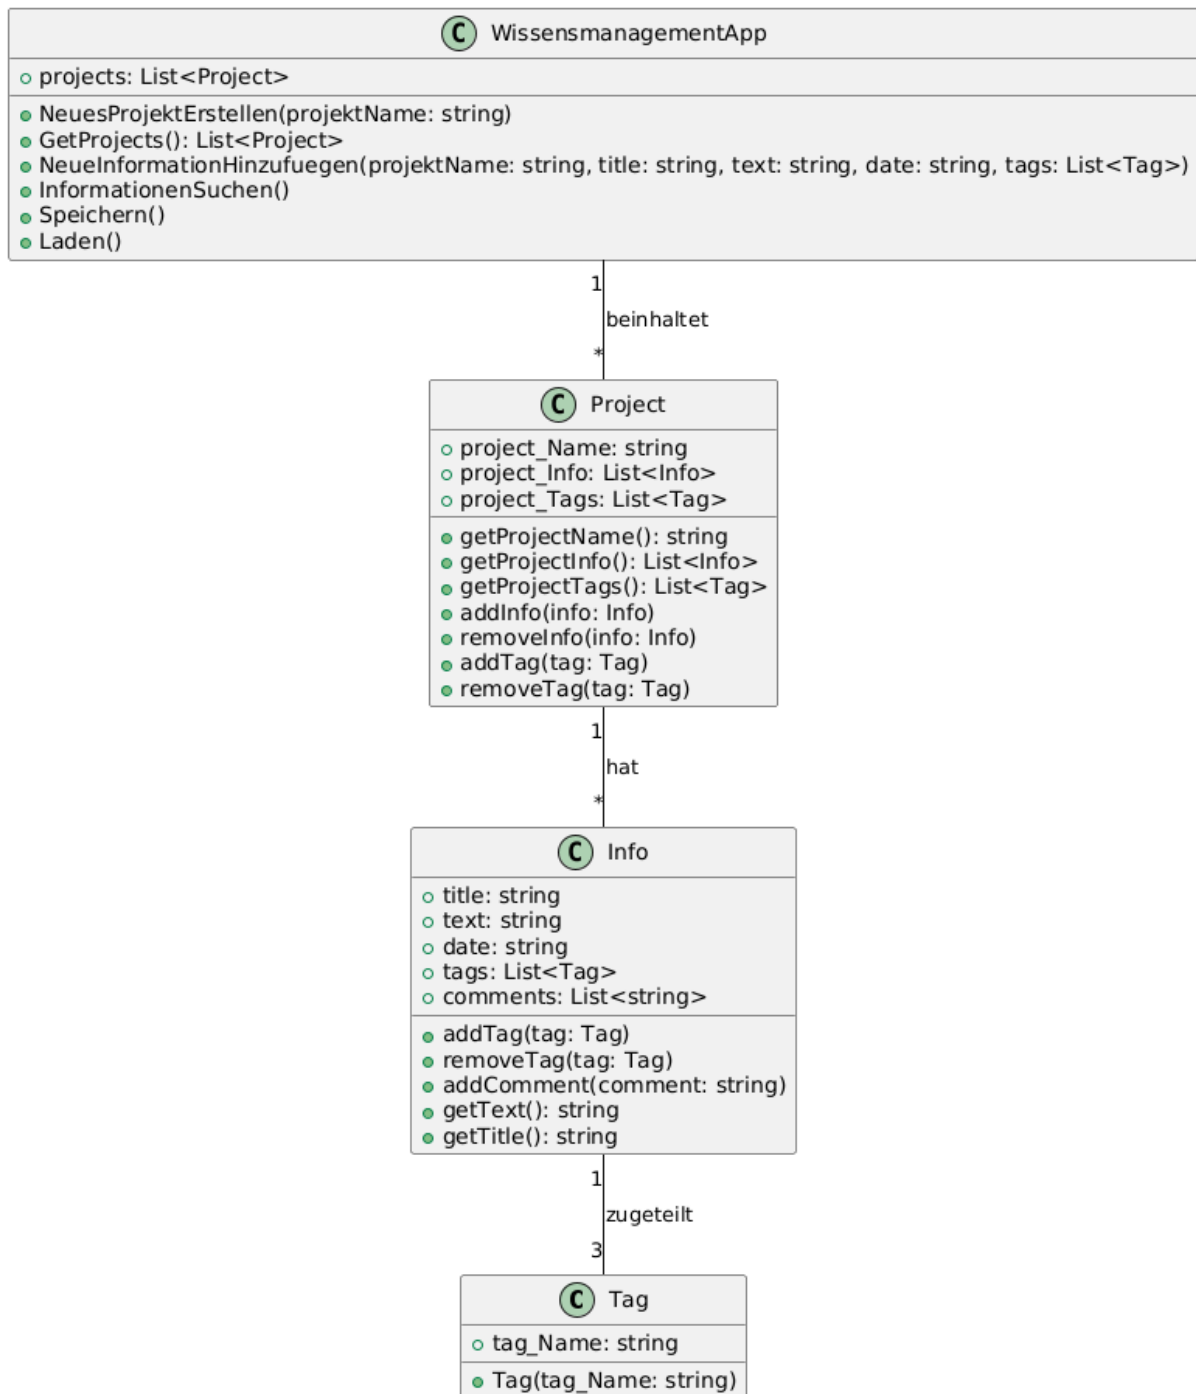 C WissensmanagementApp
projects: List<Project>
NeuesProjektErstellen(projektName: string)
GetProjects(): List<Project>
NeueInformationHinzufuegen(projektName: string, title: string, text: string, date: string, tags: List<Tag>)
InformationenSuchen()
Speichern()
Laden()
1
beinhaltet
*
C Project
project_Name: string
project_Info: List<Info>
project_Tags: List<Tag>
getProjectName(): string
getProjectInfo(): List<Info>
getProjectTags(): List<Tag>
addInfo(info: Info)
removeInfo(info: Info)
addTag(tag: Tag)
removeTag(tag: Tag)
1
hat
*
C Info
title: string
text: string
date: string
tags: List<Tag>
comments: List<string>
addTag(tag: Tag)
removeTag(tag: Tag)
addComment(comment: string)
getText(): string
getTitle(): string
1
zugeteilt
3
C Tag
tag_Name: string
Tag(tag_Name: string)